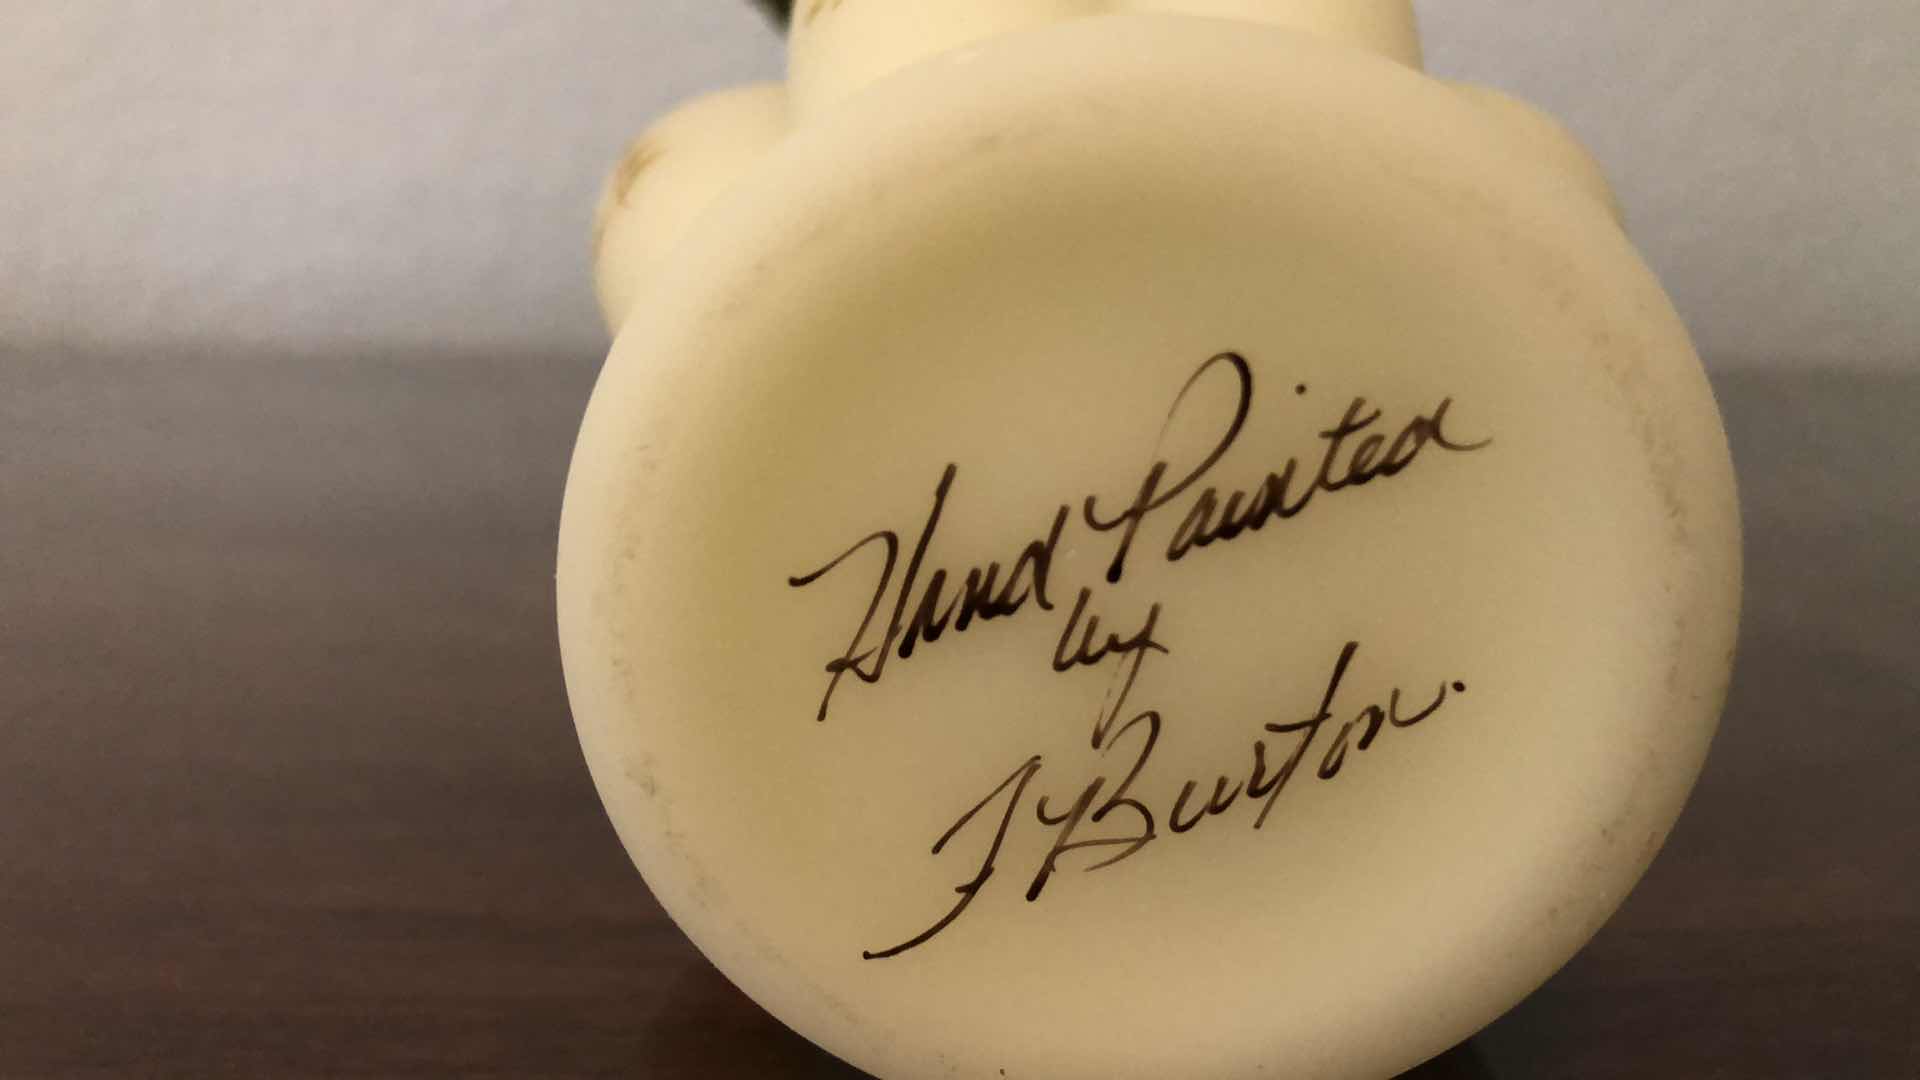 Hand Painted
by
F Burton.